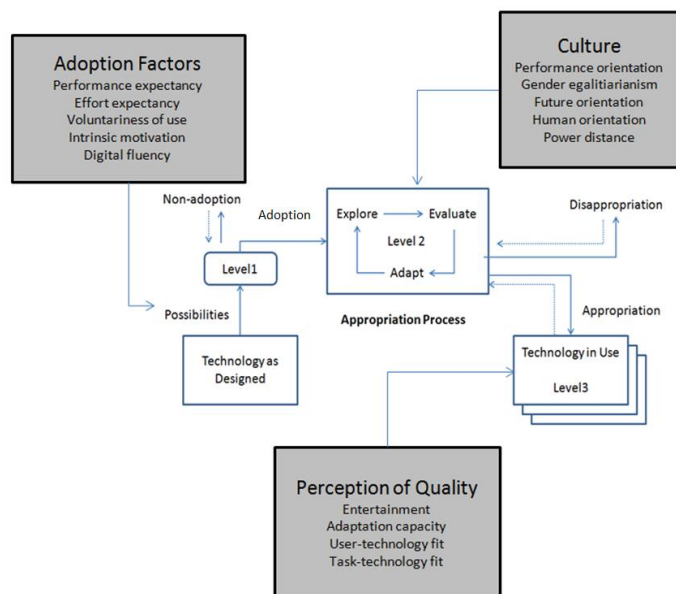 Adoption Factors
Performance expectancy
Effort expectancy
Voluntariness of use
Intrinsic motivation
Digital fluency
Culture
Performance orientation
Gender egalitiarianism
Future orientation
Human orientation
Power distance
Non-adoption
Adoption
Level1
Possibilities
Technology as
Designed
Explore
Evaluate
Level 2
Adapt
Appropriation Process
Disappropriation
Appropriation
Technology in Use
Level3
Perception of Quality
Entertainment
Adaptation capacity
User-technology fit
Task-technology fit